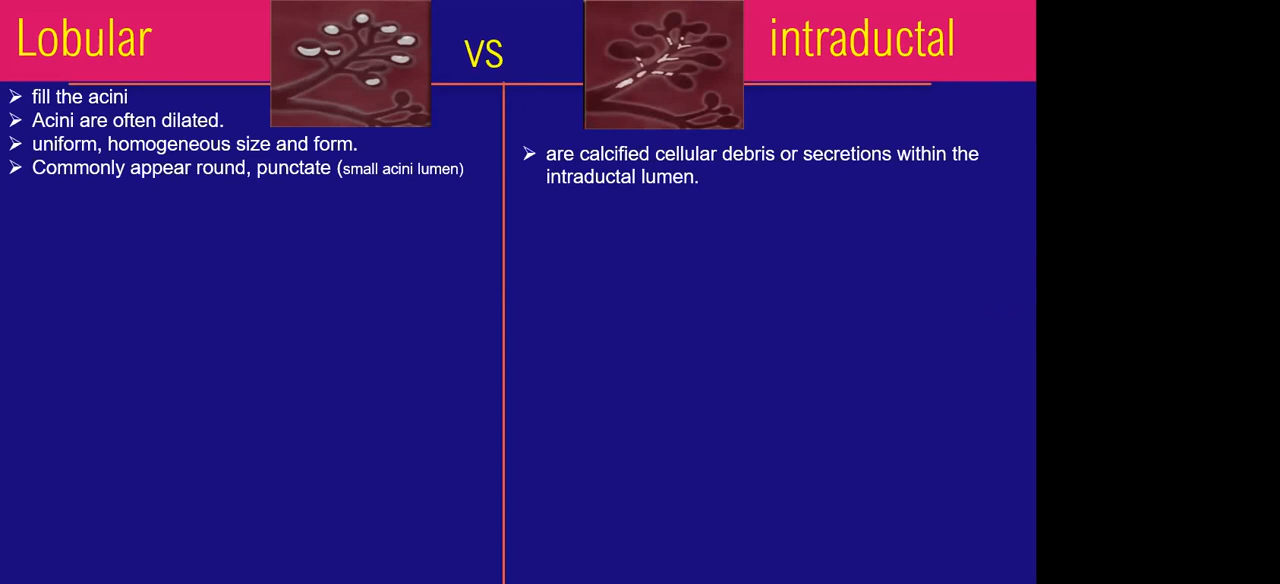 Lobular
VS
intraductal
➢ fill the acini
➢ Acini are often dilated.
➢ uniform, homogeneous size and form.
➢ Commonly appear round, punctate (small acini lumen)
➢ are calcified cellular debris or secretions within the
intraductal lumen.